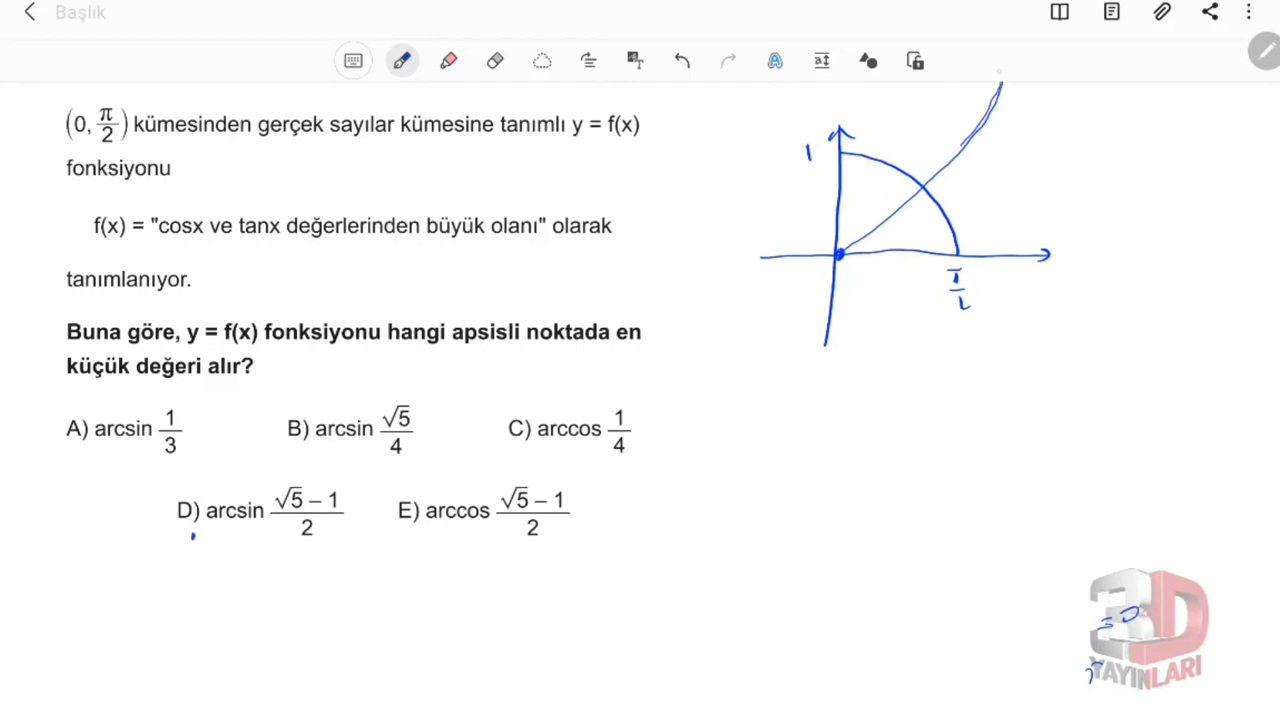 Başlık
(0, π/2) kümesinden gerçek sayılar kümesine tanımlı y = f(x)
fonksiyonu
f(x) = "cosx ve tanx değerlerinden büyük olanı" olarak
tanımlanıyor.
Buna göre, y = f(x) fonksiyonu hangi apsisli noktada en
küçük değeri alır?
A) arcsin 1/3 B) arcsin √5/4 C) arccos 1/4
D) arcsin (√5 – 1)/2 E) arccos (√5 – 1)/2
1
π/2
3D
YAYINLARI